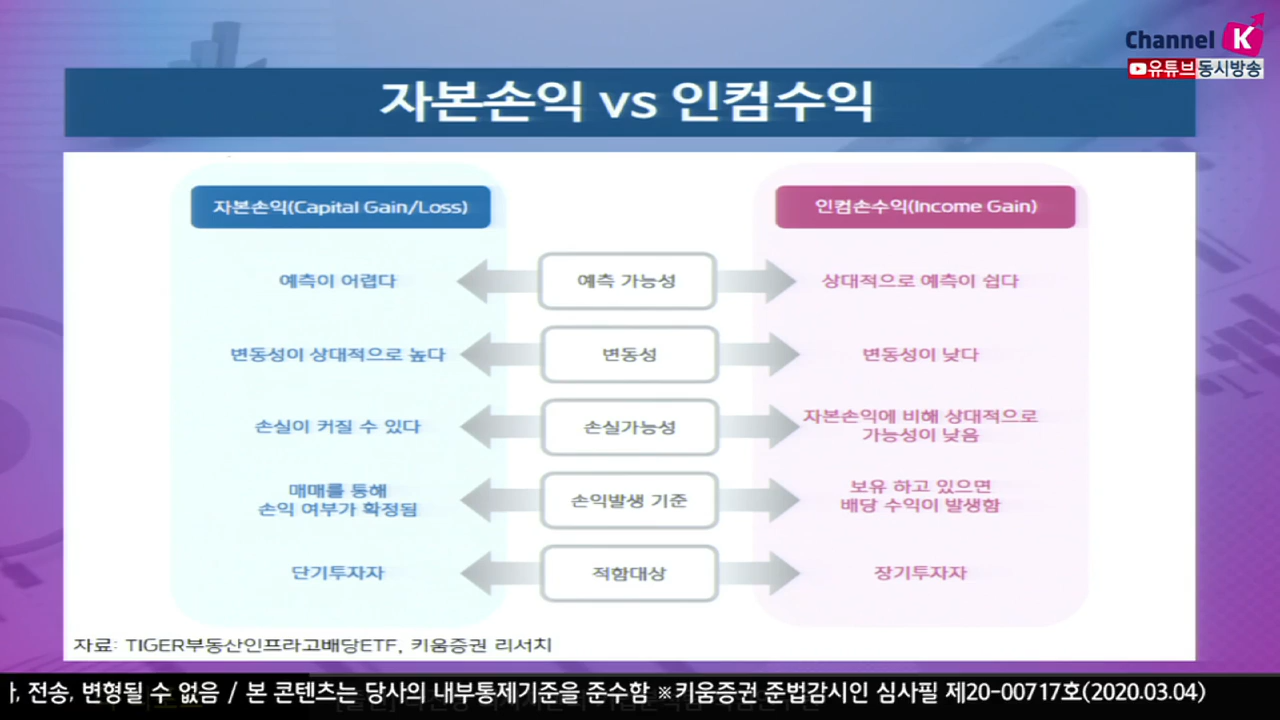 Channel K
유튜브 동시방송
자본손익 vs 인컴수익
자본손익(Capital Gain/Loss)
인컴손수익(Income Gain)
예측이 어렵다
예측 가능성
상대적으로 예측이 쉽다
변동성이 상대적으로 높다
변동성
변동성이 낮다
손실이 커질 수 있다
손실가능성
자본손익에 비해 상대적으로
가능성이 낮음
매매를 통해
손익 여부가 확정됨
손익발생 기준
보유 하고 있으면
배당 수익이 발생함
단기투자자
적합대상
장기투자자
자료: TIGER부동산인프라고배당ETF, 키움증권 리서치
, 전송, 변형될 수 없음 / 본 콘텐츠는 당사의 내부통제기준을 준수함 ※키움증권 준법감시인 심사필 제20-00717호(2020.03.04)